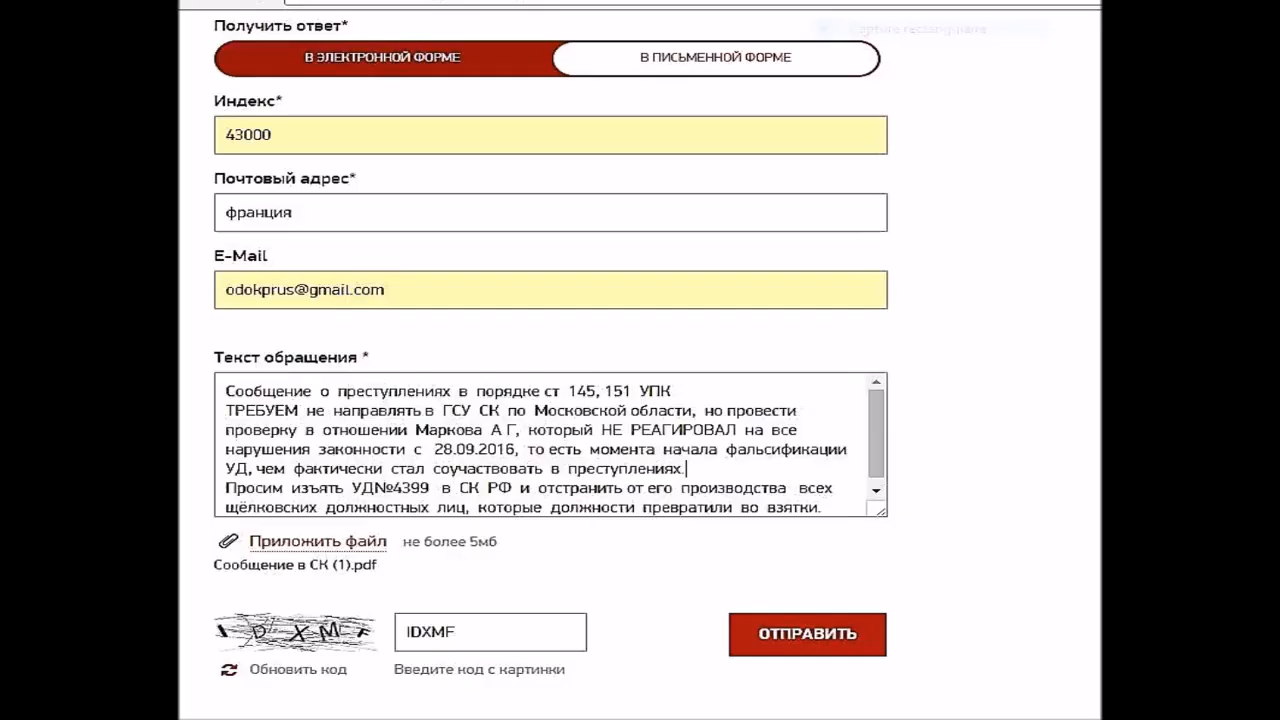 Получить ответ*
В ЭЛЕКТРОННОЙ ФОРМЕ
В ПИСЬМЕННОЙ ФОРМЕ
Индекс*
43000
Почтовый адрес*
франция
E-Mail
odokprus@gmail.com
Текст обращения *
Сообщение о преступлениях в порядке ст 145, 151 УПК
ТРЕБУЕМ не направлять в ГСУ СК по Московской области, но провести
проверку в отношении Маркова А Г, который НЕ РЕАГИРОВАЛ на все
нарушения законности с 28.09.2016, то есть момента начала фальсификации
УД, чем фактически стал соучаствовать в преступлениях.
Просим изъять УД№4399 в СК РФ и отстранить от его производства всех
щёлковских должностных лиц, которые должности превратили во взятки.
Приложить файл не более 5мб
Сообщение в СК (1).pdf
IDXMF
IDXMF
ОТПРАВИТЬ
Обновить код
Введите код с картинки